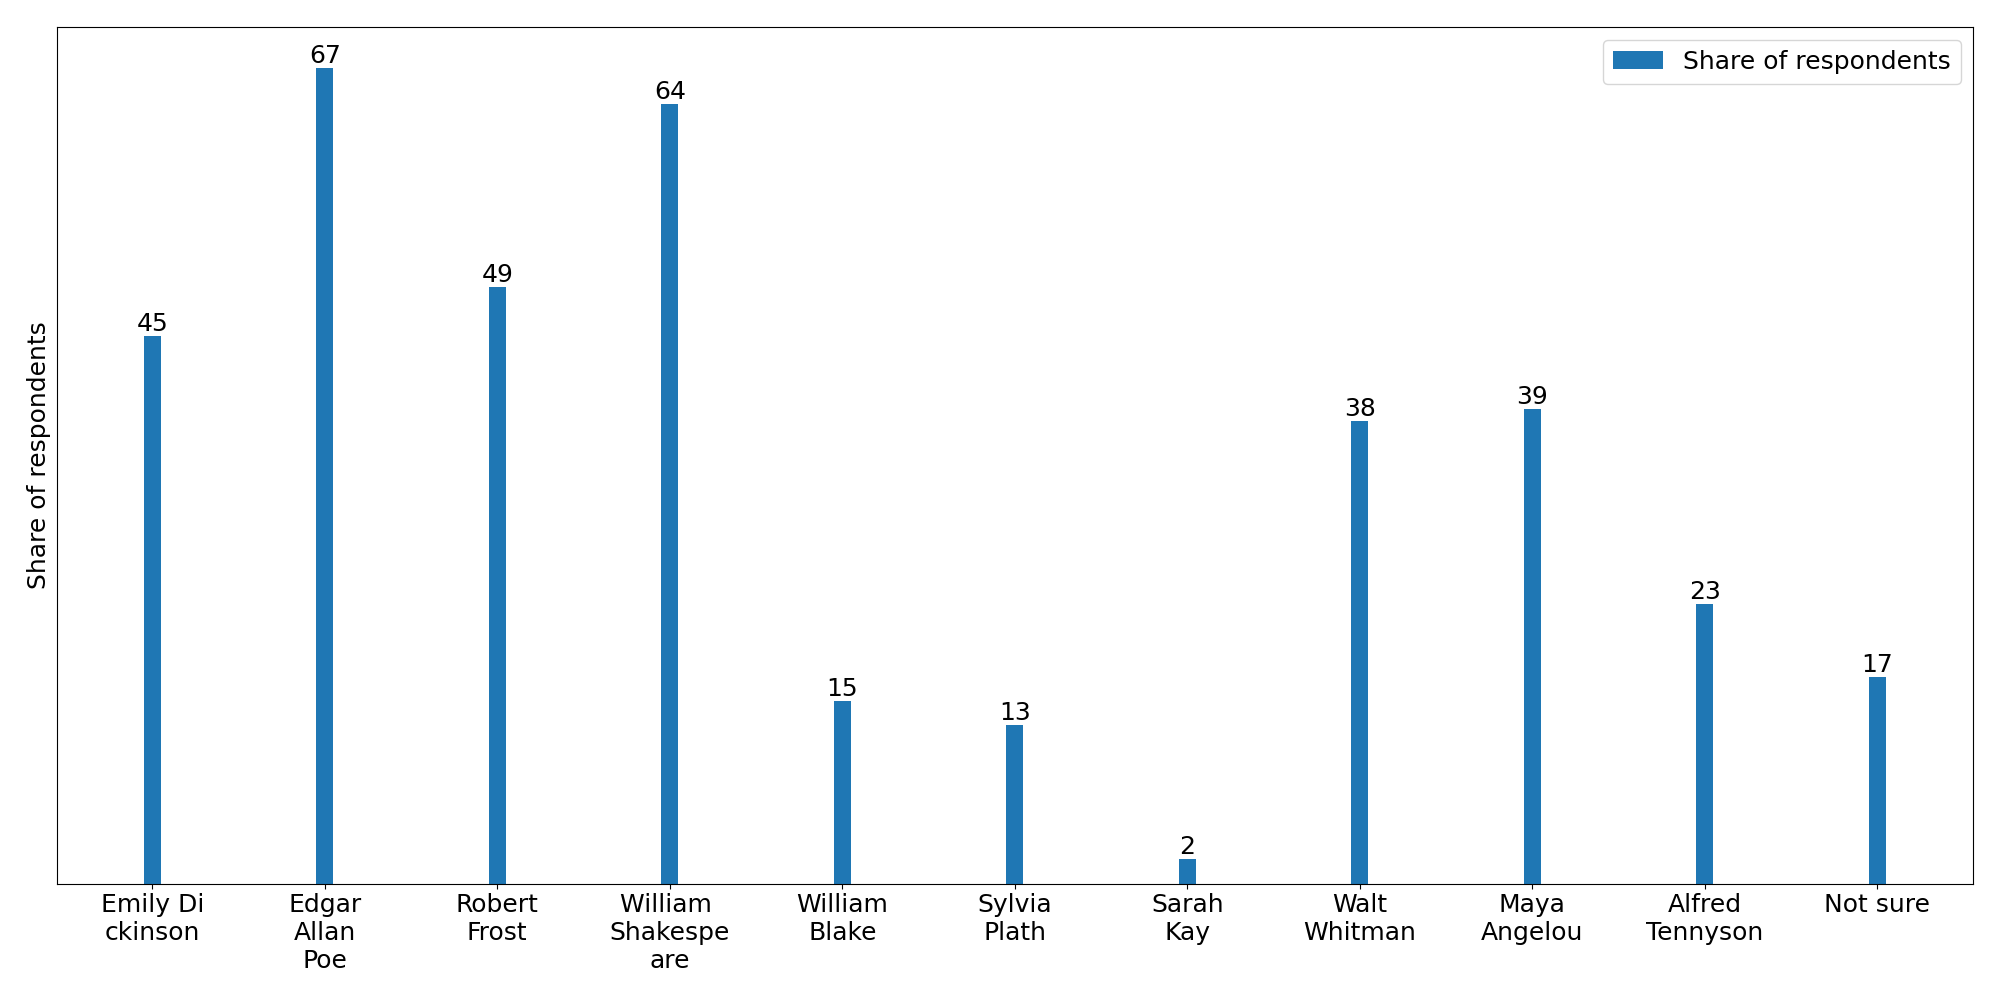 Share of respondents
67
64
49
45
39
38
23
17
15
13
2
Share of respondents
Emily Di
ckinson
Edgar
Allan
Poe
Robert
Frost
William
Shakespe
are
William
Blake
Sylvia
Plath
Sarah
Kay
Walt
Whitman
Maya
Angelou
Alfred
Tennyson
Not sure